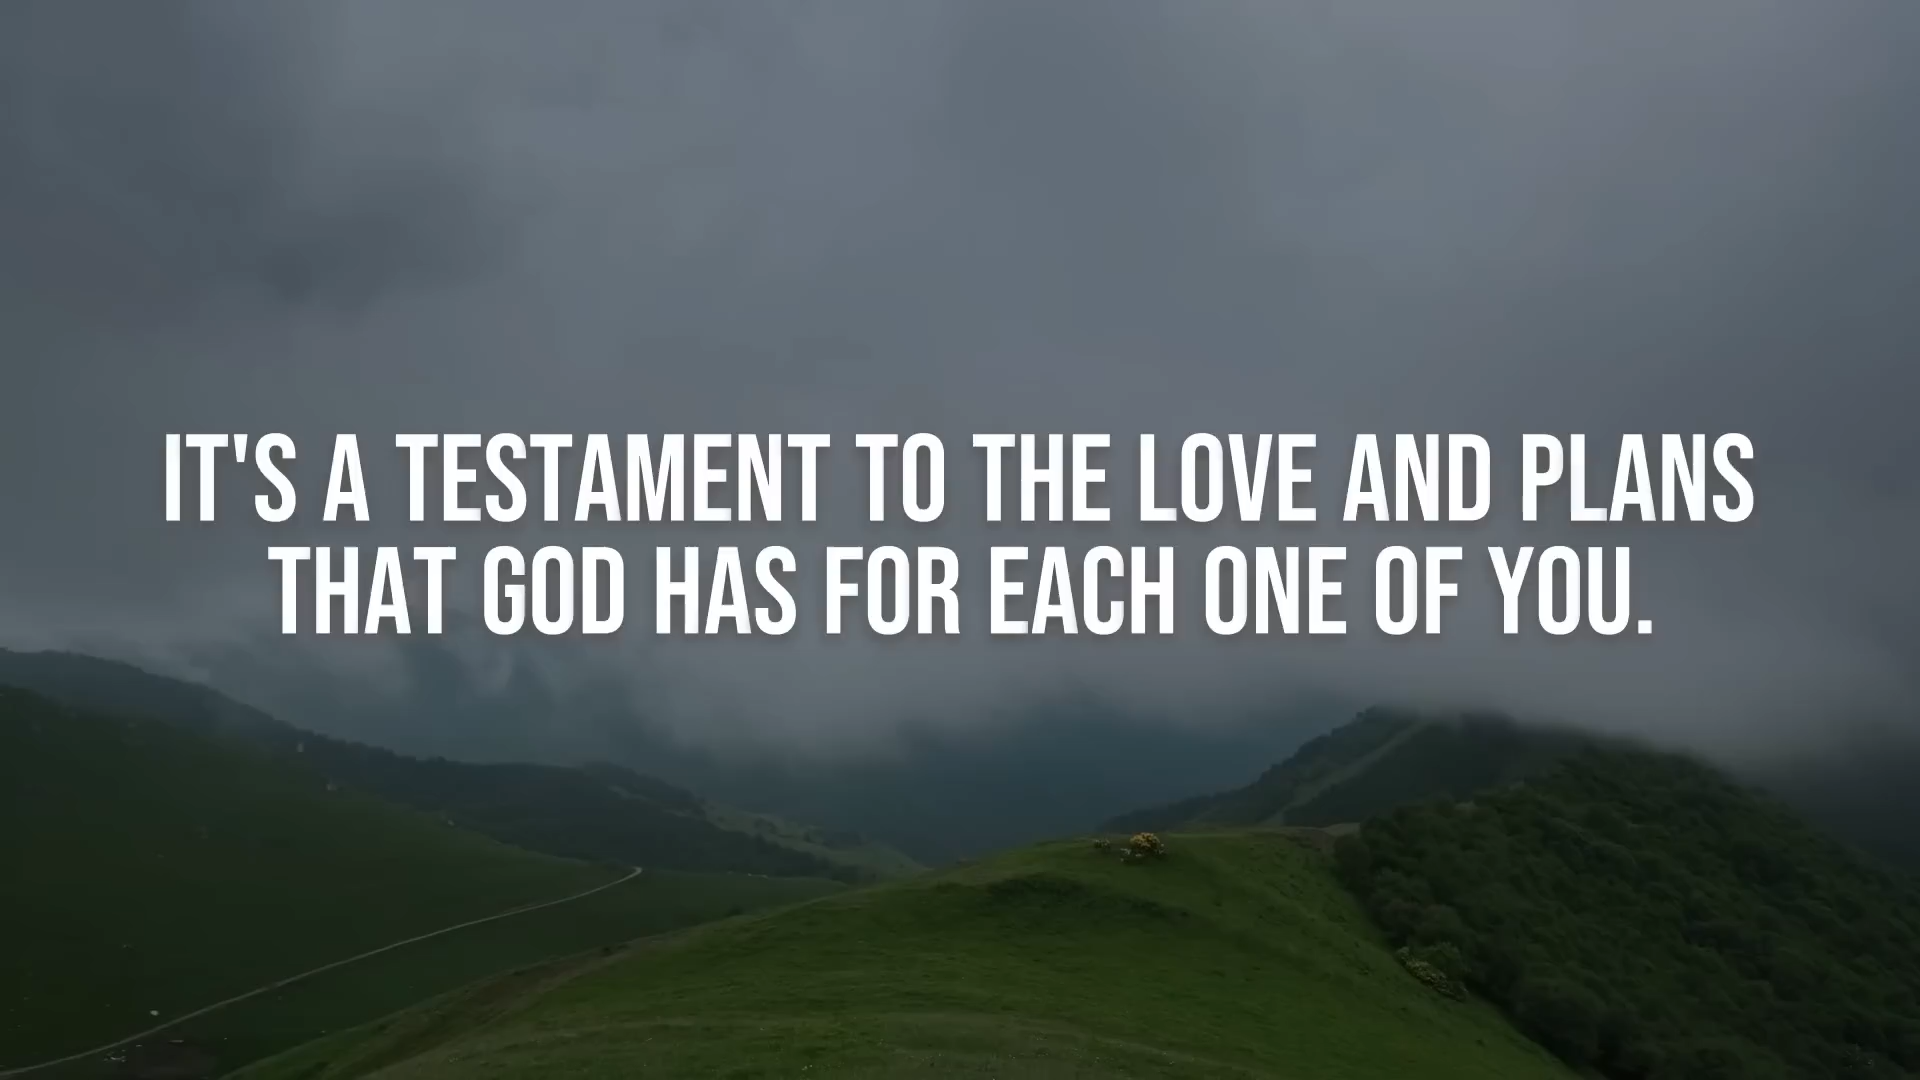 IT'S A TESTAMENT TO THE LOVE AND PLANS
THAT GOD HAS FOR EACH ONE OF YOU.